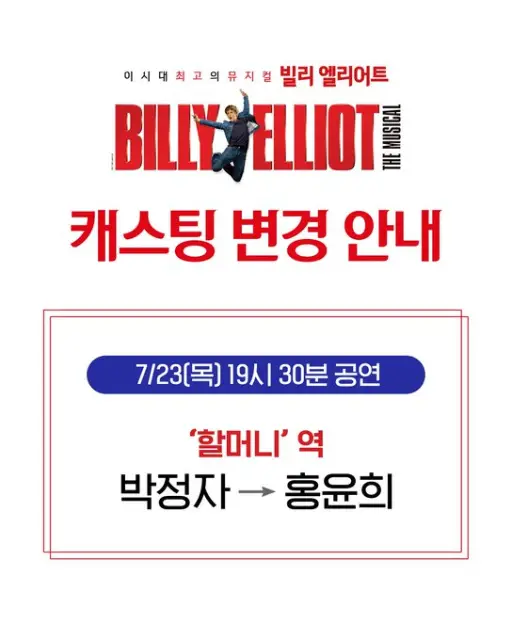 이 시 대 최 고 의 뮤 지 컬 빌리 엘리어트
BILLY ELLIOT
THE MUSICAL
캐스팅 변경 안내
7/23(목) 19시 30분 공연
‘할머니’ 역
박정자 → 홍윤희